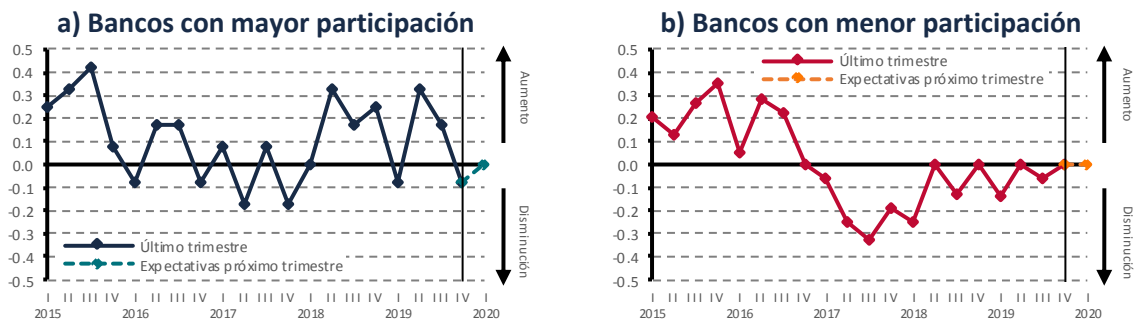 a) Bancos con mayor participación
0.5
0.4
0.3
0.2
0.1
0.0
-0.1
-0.2
-0.3
-0.4
-0.5
Último trimestre
Expectativas próximo trimestre
I II III IV I II III IV I II III IV I II III IV I II III IV I
2015 2016 2017 2018 2019 2020
Aumento
Disminución
b) Bancos con menor participación
0.5
0.4
0.3
0.2
0.1
0.0
-0.1
-0.2
-0.3
-0.4
-0.5
Último trimestre
Expectativas próximo trimestre
I II III IV I II III IV I II III IV I II III IV I II III IV I
2015 2016 2017 2018 2019 2020
Aumento
Disminución